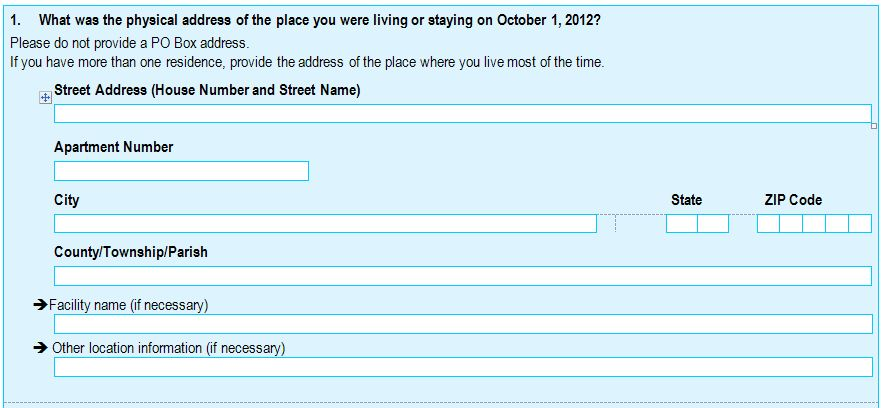 1. What was the physical address of the place you were living or staying on October 1, 2012?
Please do not provide a PO Box address.
If you have more than one residence, provide the address of the place where you live most of the time.
Street Address (House Number and Street Name)
Apartment Number
City State ZIP Code
County/Township/Parish
➔Facility name (if necessary)
➔ Other location information (if necessary)